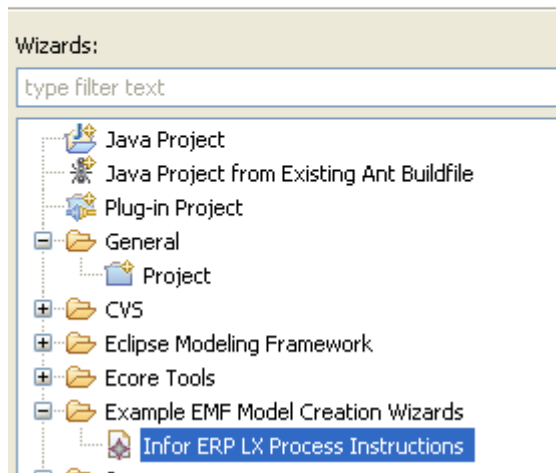 Wizards:
type filter text
Java Project
Java Project from Existing Ant Buildfile
Plug-in Project
General
Project
CVS
Eclipse Modeling Framework
Ecore Tools
Example EMF Model Creation Wizards
Infor ERP LX Process Instructions